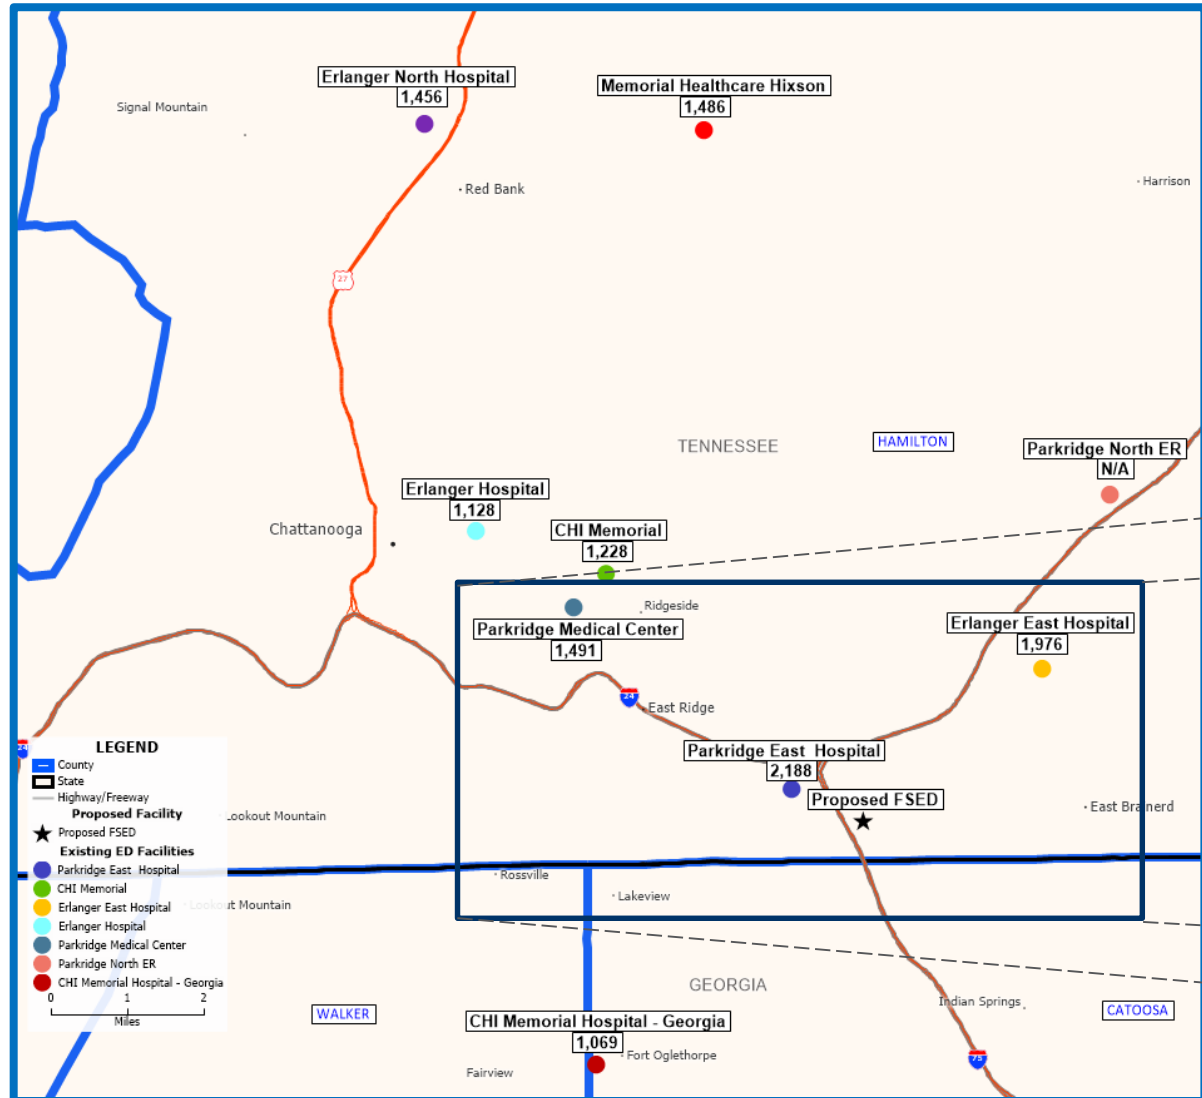 Erlanger North Hospital
1,456
Memorial Healthcare Hixson
1,486
Signal Mountain
Harrison
Red Bank
27
TENNESSEE
HAMILTON
Parkridge North ER
N/A
Erlanger Hospital
1,128
Chattanooga
CHI Memorial
1,228
Ridgeside
Parkridge Medical Center
1,491
Erlanger East Hospital
1,976
24
East Ridge
Parkridge East  Hospital
2,188
Proposed FSED
East Brainerd
LEGEND
County
State
Highway/Freeway
Proposed Facility
Proposed FSED
Existing ED Facilities
Parkridge East  Hospital
CHI Memorial
Erlanger East Hospital
Erlanger Hospital
Parkridge Medical Center
Parkridge North ER
CHI Memorial Hospital - Georgia
0 1 2
Miles
Lookout Mountain
Lookout Mountain
Rossville
Lakeview
GEORGIA
WALKER
Indian Springs
CATOOSA
CHI Memorial Hospital - Georgia
1,069
Fort Oglethorpe
Fairview
75